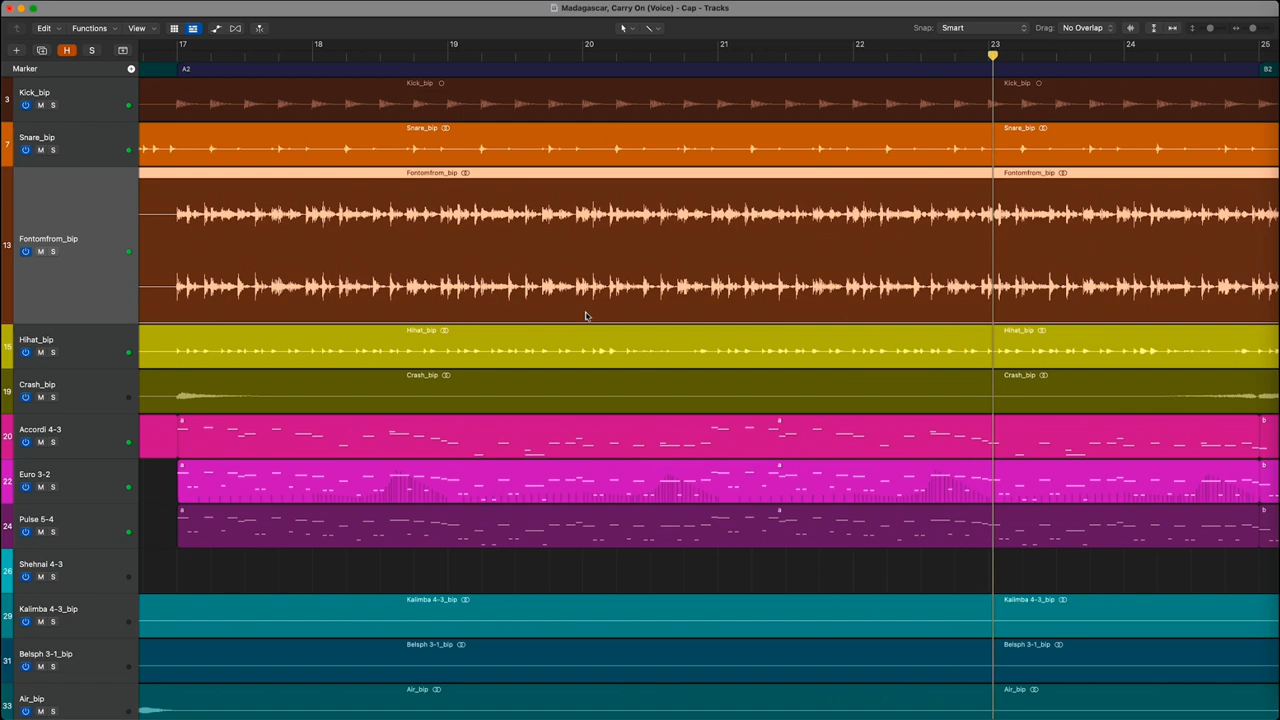 Madagascar, Carry On (Voice) - Cap - Tracks
Edit Functions View Snap: Smart Drag: No Overlap
H S
17 18 19 20 21 22 23 24 25
Marker A2 B2
3 Kick_bip M S Kick_bip Kick_bip
7 Snare_bip M S Snare_bip Snare_bip
13 Fontomfrom_bip M S Fontomfrom_bip Fontomfrom_bip
15 Hihat_bip M S Hihat_bip Hihat_bip
19 Crash_bip M S Crash_bip Crash_bip
20 Accordi 4-3 M S a a b
22 Euro 3-2 M S a a b
24 Pulse 5-4 M S a a b
26 Shehnai 4-3 M S
29 Kalimba 4-3_bip M S Kalimba 4-3_bip Kalimba 4-3_bip
31 Belsph 3-1_bip M S Belsph 3-1_bip Belsph 3-1_bip
33 Air_bip M S Air_bip Air_bip